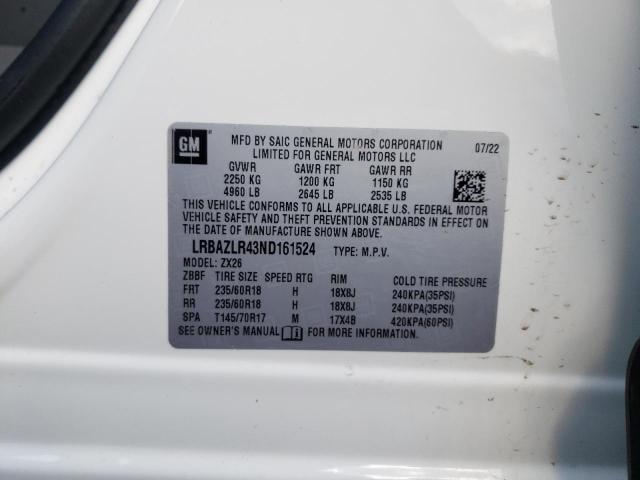 GM
MFD BY SAIC GENERAL MOTORS CORPORATION 07/22
LIMITED FOR GENERAL MOTORS LLC
GVWR GAWR FRT GAWR RR
2250 KG 1200 KG 1150 KG
4960 LB 2645 LB 2535 LB
THIS VEHICLE CONFORMS TO ALL APPLICABLE U.S. FEDERAL MOTOR
VEHICLE SAFETY AND THEFT PREVENTION STANDARDS IN EFFECT ON
THE DATE OF MANUFACTURE SHOWN ABOVE.
LRBAZLR43ND161524 TYPE: M.P.V.
MODEL: ZX26
ZBBF TIRE SIZE SPEED RTG RIM COLD TIRE PRESSURE
FRT 235/60R18 H 18X8J 240KPA(35PSI)
RR 235/60R18 H 18X8J 240KPA(35PSI)
SPA T145/70R17 M 17X4B 420KPA(60PSI)
SEE OWNER'S MANUAL FOR MORE INFORMATION.